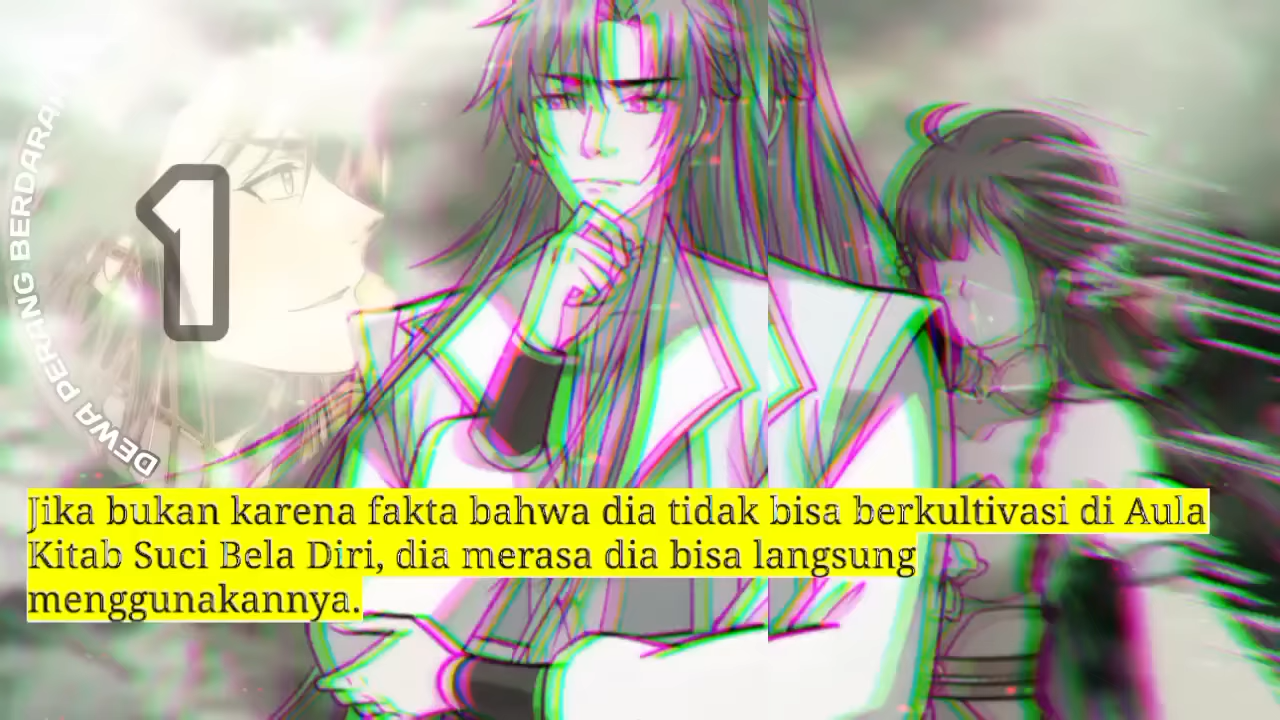 DEWA PERANG BERDARAH
1
Jika bukan karena fakta bahwa dia tidak bisa berkultivasi di Aula
Kitab Suci Bela Diri, dia merasa dia bisa langsung
menggunakannya.